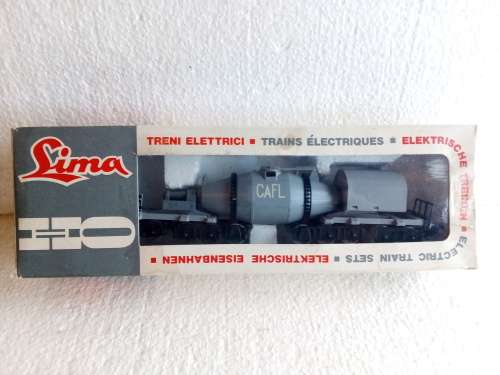 Lima
HO
TRENI ELETTRICI ▪ TRAINS ÉLECTRIQUES ▪ ELEKTRISCHE TREINEN ▪ ELECTRIC TRAIN SETS ▪ ELEKTRISCHE EISENBAHNEN ▪
CAFL